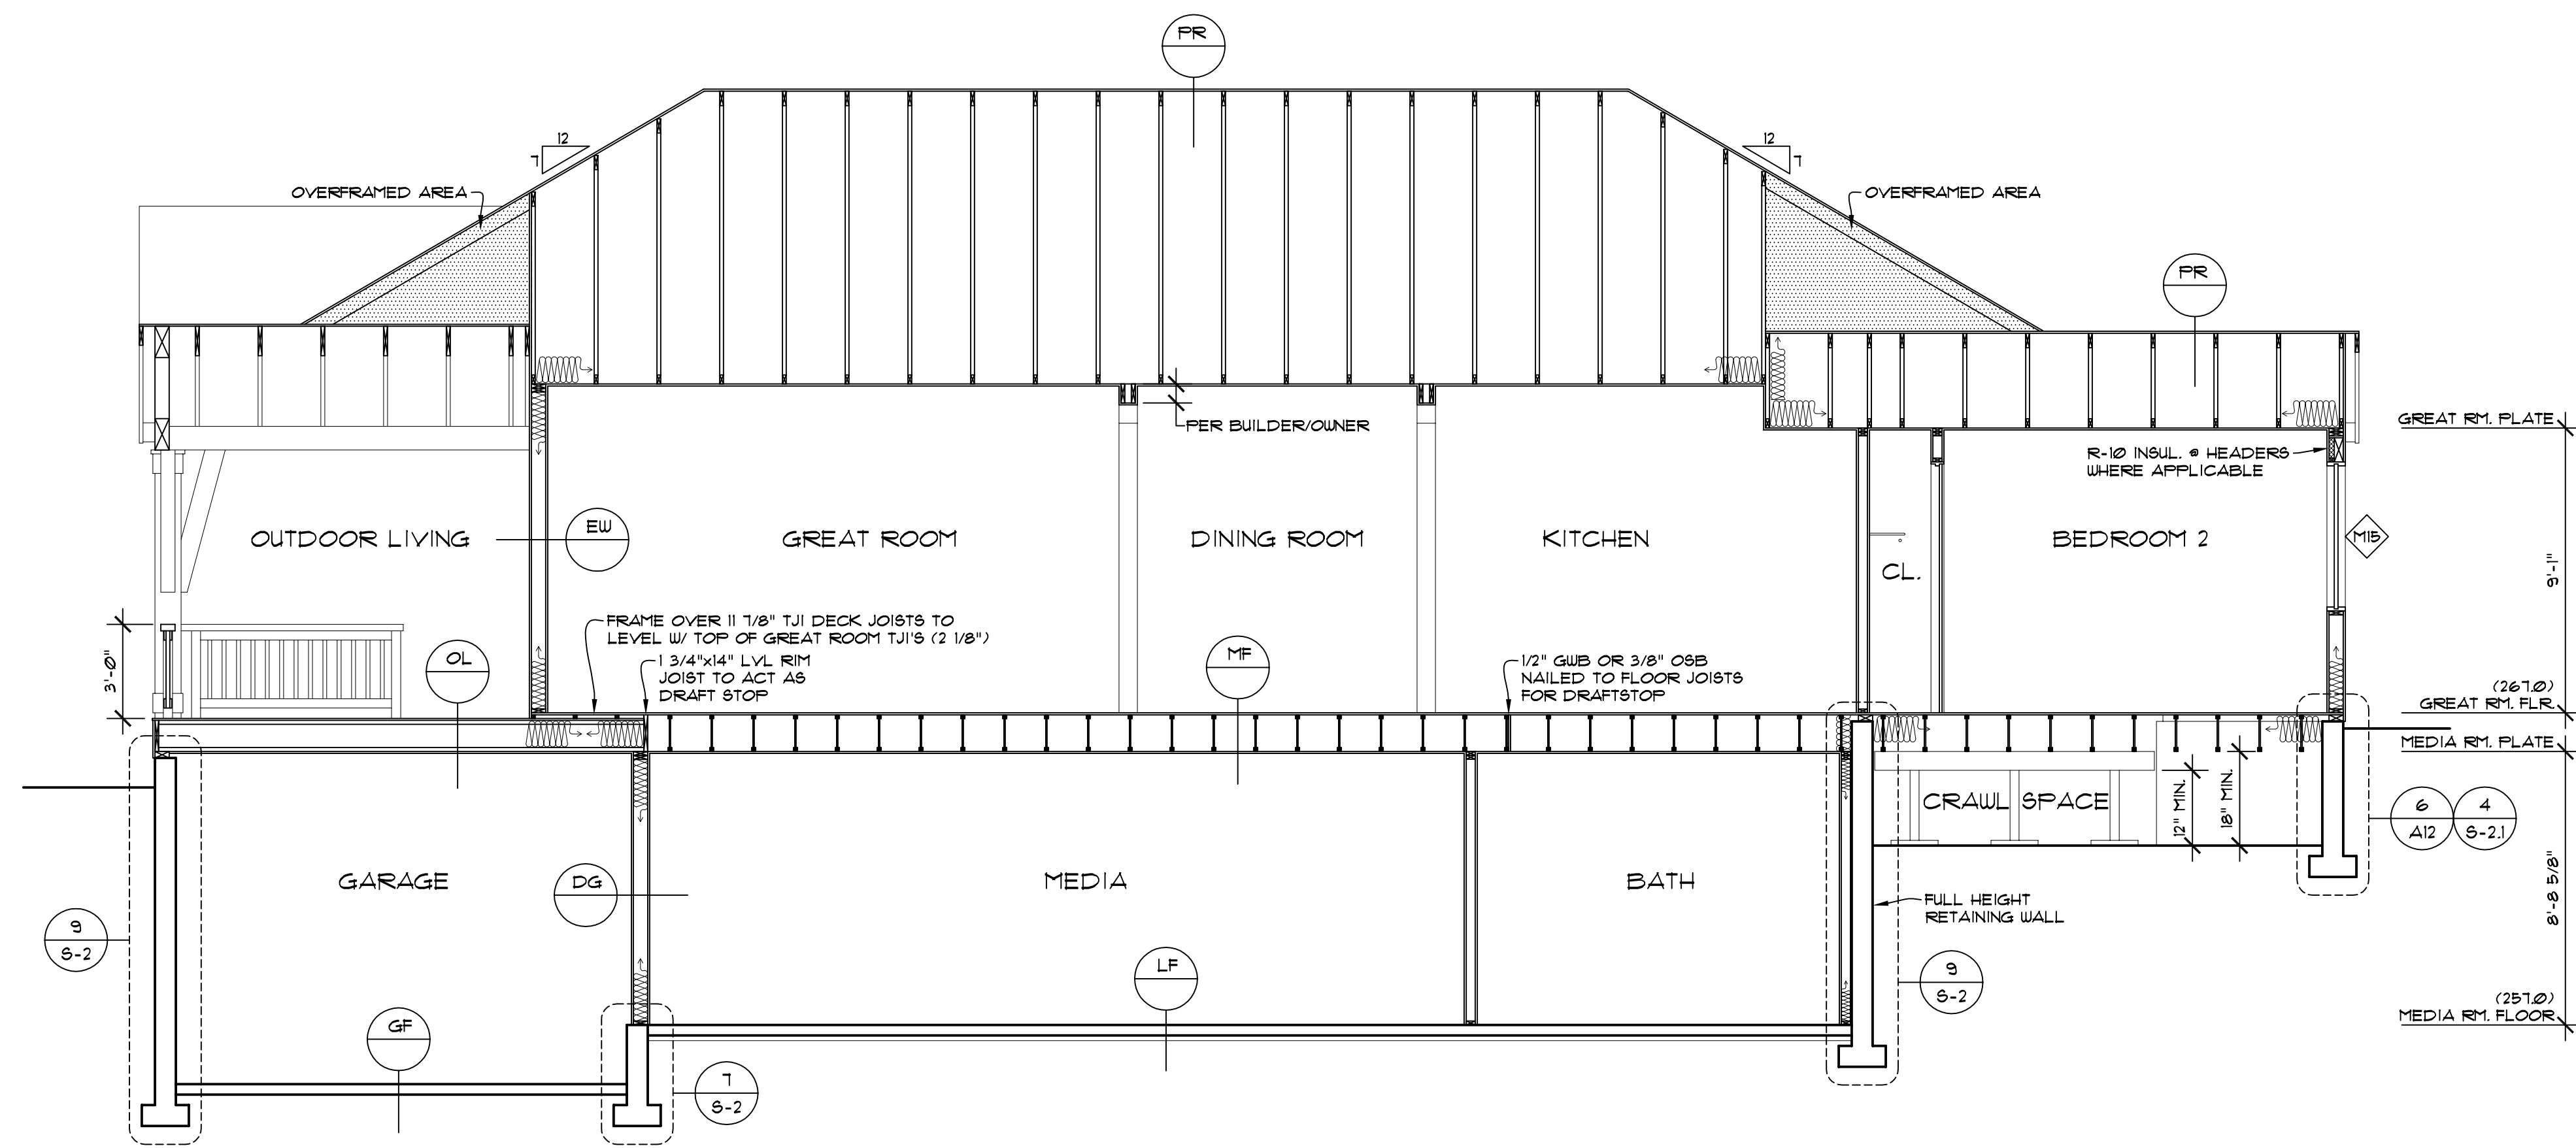 PR
12
7
12
7
OVERFRAMED AREA
OVERFRAMED AREA
PR
PER BUILDER/OWNER
GREAT RM. PLATE
R-10 INSUL. @ HEADERS
WHERE APPLICABLE
OUTDOOR LIVING
EW
GREAT ROOM
DINING ROOM
KITCHEN
CL.
BEDROOM 2
M15
9'-1"
FRAME OVER 11 7/8" TJI DECK JOISTS TO
LEVEL W/ TOP OF GREAT ROOM TJI'S (2 1/8")
1 3/4"x14" LVL RIM
JOIST TO ACT AS
DRAFT STOP
OL
MF
1/2" GWB OR 3/8" OSB
NAILED TO FLOOR JOISTS
FOR DRAFTSTOP
3'-0"
(267.0)
GREAT RM. FLR.
MEDIA RM. PLATE
CRAWL SPACE
12" MIN.
18" MIN.
6
A12
4
S-2.1
GARAGE
DG
MEDIA
BATH
FULL HEIGHT
RETAINING WALL
8'-8 5/8"
9
S-2
LF
9
S-2
(257.0)
MEDIA RM. FLOOR
GF
7
S-2